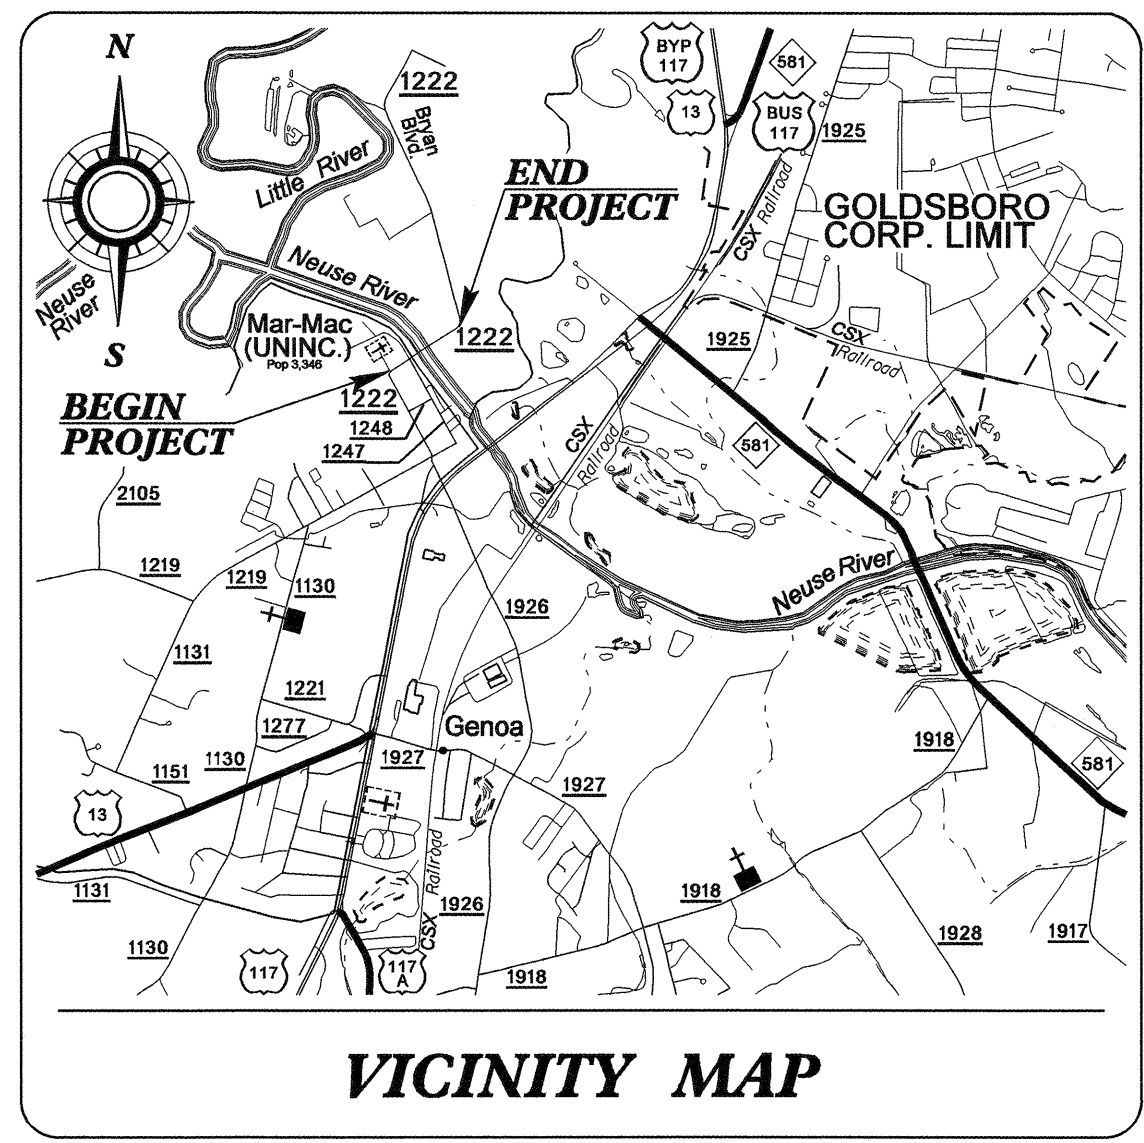 N
BYP
117
581
1222
13
BUS
117
1925
Bryan
Blvd.
Little River
END
PROJECT
CSX Railroad
GOLDSBORO
CORP. LIMIT
Neuse
River
Neuse River
Mar-Mac
(UNINC.)
Pop 3,346
1222
S
1925
CSX
Railroad
BEGIN
PROJECT
1222
1248
1247
CSX
Railroad
581
2105
1219
1219
1130
Neuse River
1926
1131
1221
1277
Genoa
1130
1927
1918
1151
1927
581
13
Railroad
1131
1918
1926
CSX
1130
1928
1917
117
117
A
1918
VICINITY MAP